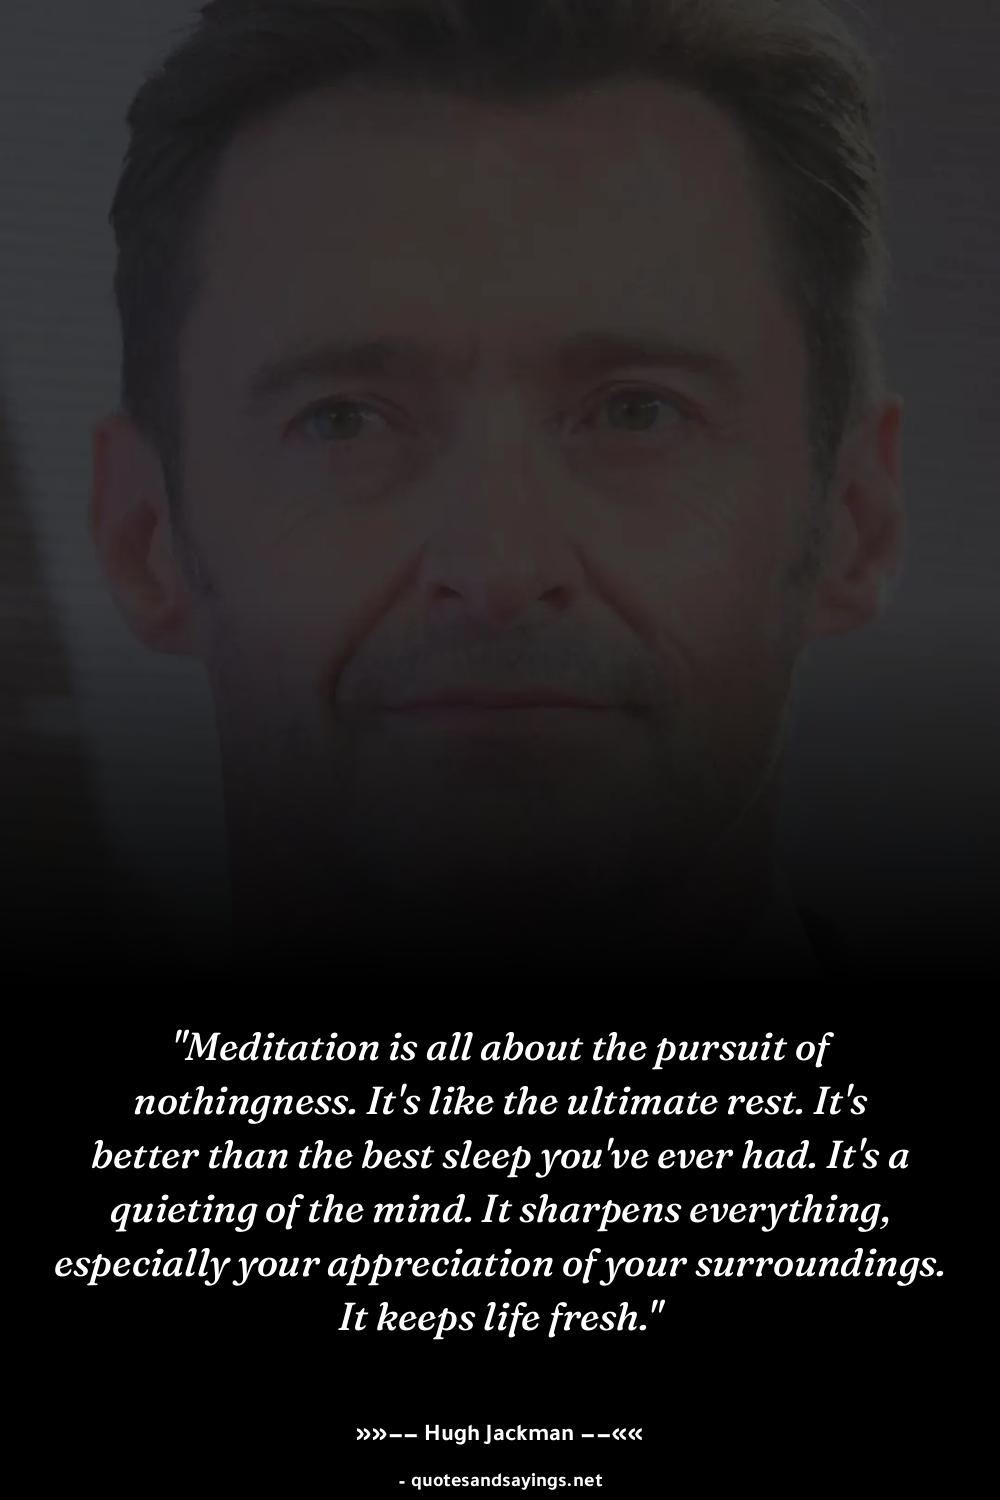 "Meditation is all about the pursuit of
nothingness. It's like the ultimate rest. It's
better than the best sleep you've ever had. It's a
quieting of the mind. It sharpens everything,
especially your appreciation of your surroundings.
It keeps life fresh."
»»−− Hugh Jackman −−««
- quotesandsayings.net